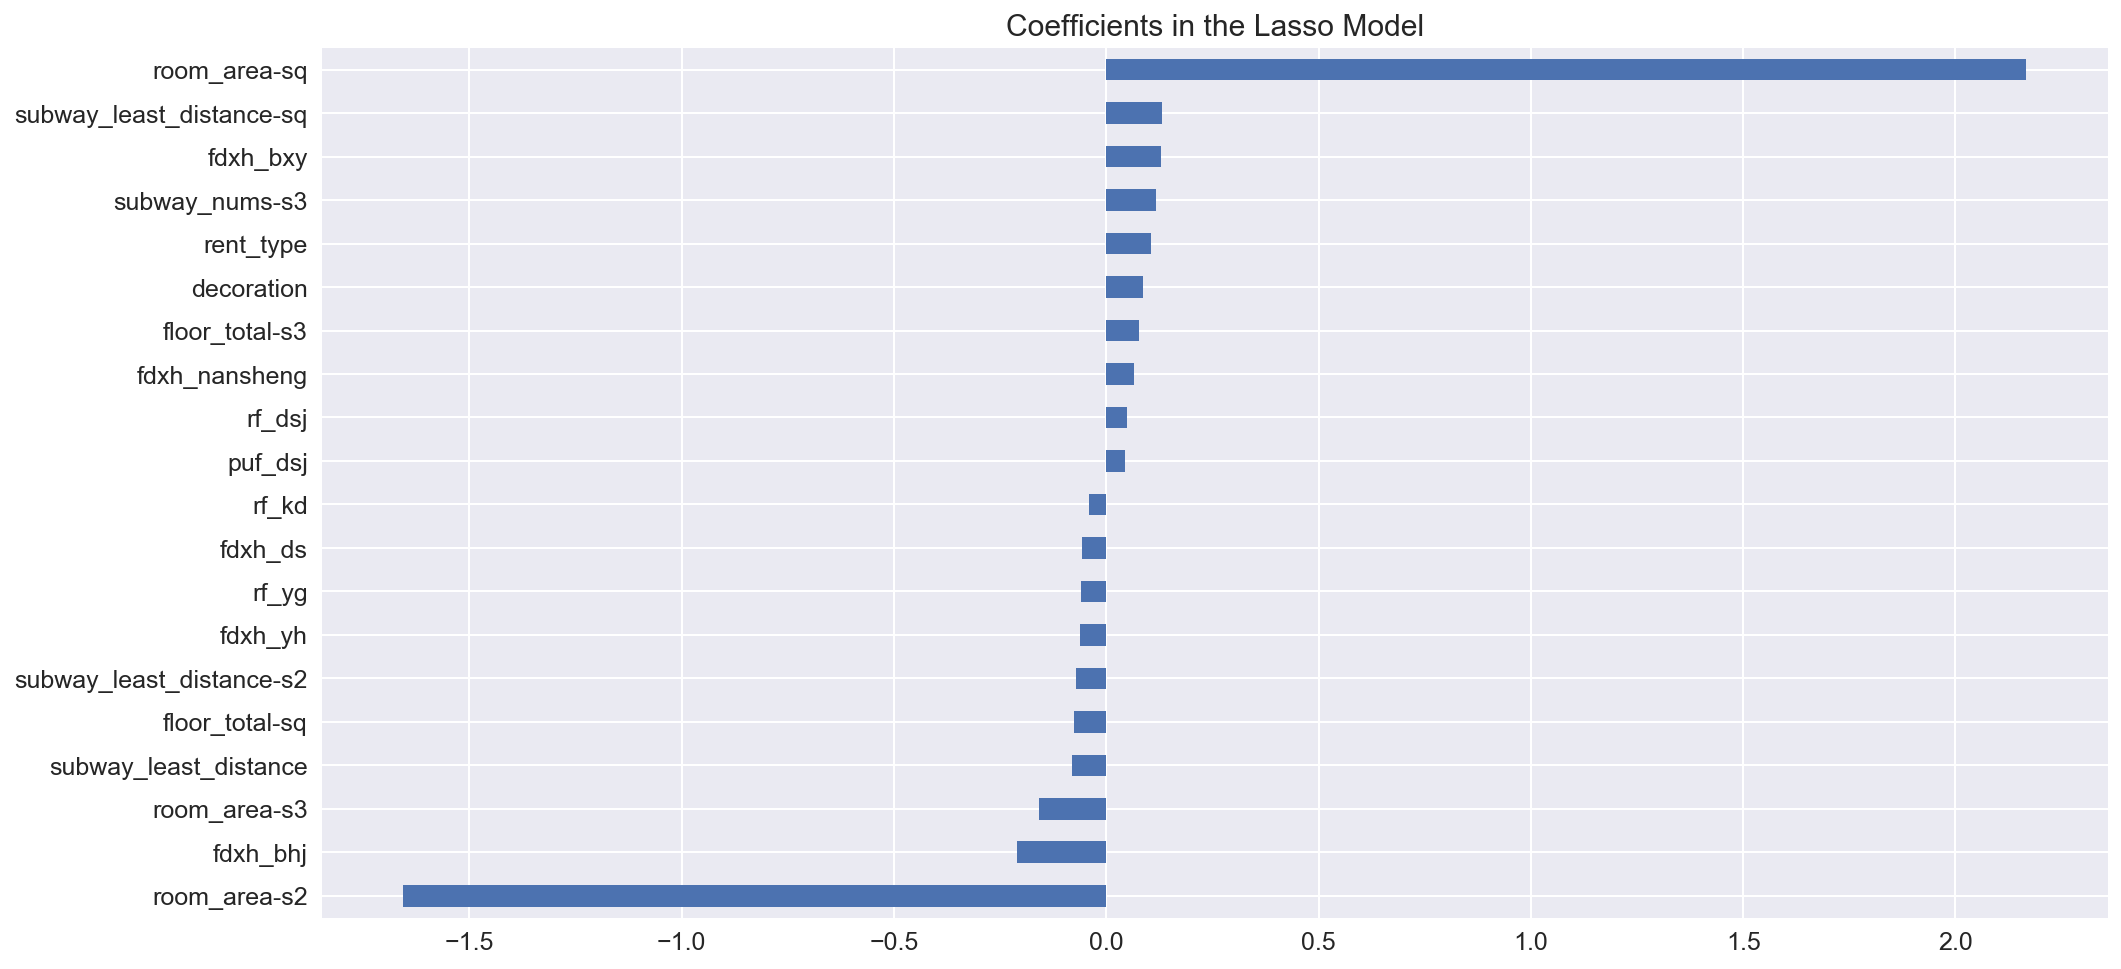 Coefficients in the Lasso Model
room_area-sq
subway_least_distance-sq
fdxh_bxy
subway_nums-s3
rent_type
decoration
floor_total-s3
fdxh_nansheng
rf_dsj
puf_dsj
rf_kd
fdxh_ds
rf_yg
fdxh_yh
subway_least_distance-s2
floor_total-sq
subway_least_distance
room_area-s3
fdxh_bhj
room_area-s2
−1.5 −1.0 −0.5 0.0 0.5 1.0 1.5 2.0